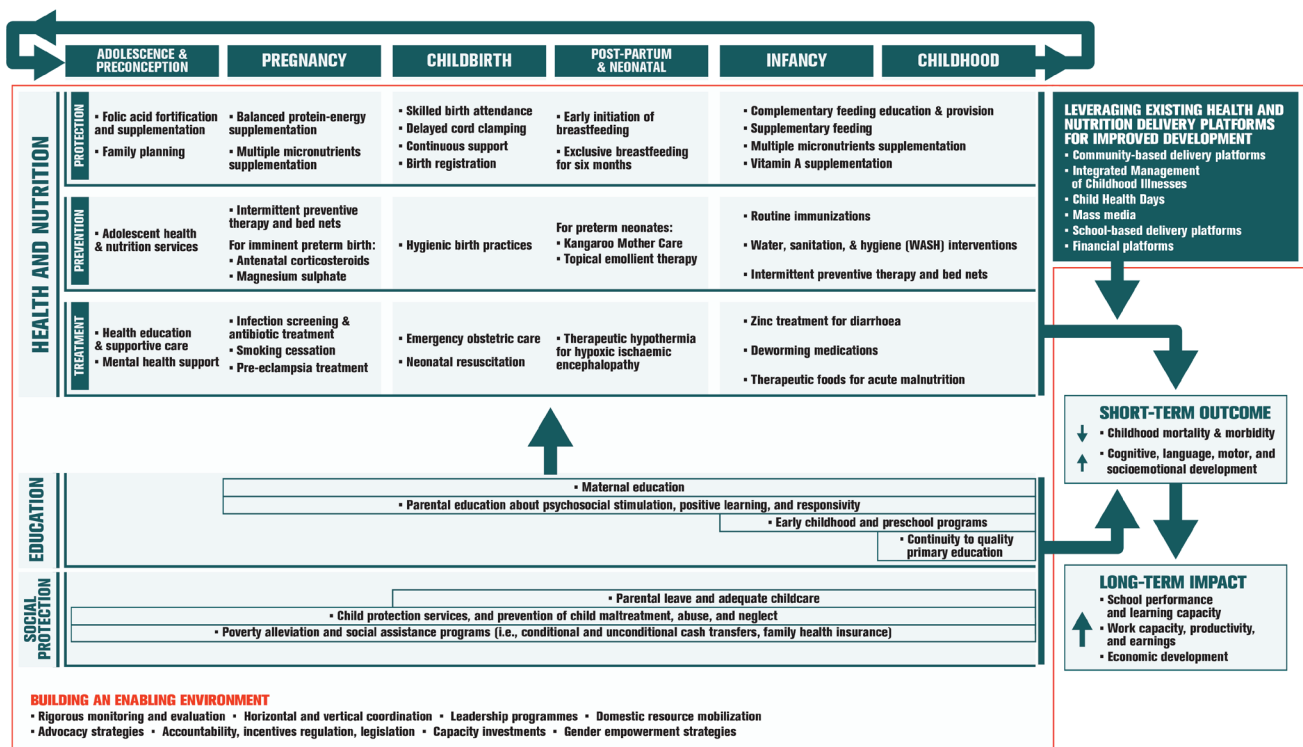 ADOLESCENCE &
PRECONCEPTION
PREGNANCY
CHILDBIRTH
POST-PARTUM
& NEONATAL
INFANCY
CHILDHOOD
HEALTH AND NUTRITION
PROTECTION
▪ Folic acid fortification
and supplementation
▪ Family planning
▪ Balanced protein-energy
supplementation
▪ Multiple micronutrients
supplementation
▪ Skilled birth attendance
▪ Delayed cord clamping
▪ Continuous support
▪ Birth registration
▪ Early initiation of
breastfeeding
▪ Exclusive breastfeeding
for six months
▪ Complementary feeding education & provision
▪ Supplementary feeding
▪ Multiple micronutrients supplementation
▪ Vitamin A supplementation
PREVENTION
▪ Adolescent health
& nutrition services
▪ Intermittent preventive
therapy and bed nets
For imminent preterm birth:
▪ Antenatal corticosteroids
▪ Magnesium sulphate
▪ Hygienic birth practices
For preterm neonates:
▪ Kangaroo Mother Care
▪ Topical emollient therapy
▪ Routine immunizations
▪ Water, sanitation, & hygiene (WASH) interventions
▪ Intermittent preventive therapy and bed nets
TREATMENT
▪ Health education
& supportive care
▪ Mental health support
▪ Infection screening &
antibiotic treatment
▪ Smoking cessation
▪ Pre-eclampsia treatment
▪ Emergency obstetric care
▪ Neonatal resuscitation
▪ Therapeutic hypothermia
for hypoxic ischaemic
encephalopathy
▪ Zinc treatment for diarrhoea
▪ Deworming medications
▪ Therapeutic foods for acute malnutrition
LEVERAGING EXISTING HEALTH AND
NUTRITION DELIVERY PLATFORMS
FOR IMPROVED DEVELOPMENT
▪ Community-based delivery platforms
▪ Integrated Management
of Childhood Illnesses
▪ Child Health Days
▪ Mass media
▪ School-based delivery platforms
▪ Financial platforms
SHORT-TERM OUTCOME
▪ Childhood mortality & morbidity
▪ Cognitive, language, motor, and
socioemotional development
EDUCATION
▪ Maternal education
▪ Parental education about psychosocial stimulation, positive learning, and responsivity
▪ Early childhood and preschool programs
▪ Continuity to quality
primary education
SOCIAL
PROTECTION
▪ Parental leave and adequate childcare
▪ Child protection services, and prevention of child maltreatment, abuse, and neglect
▪ Poverty alleviation and social assistance programs (i.e., conditional and unconditional cash transfers, family health insurance)
LONG-TERM IMPACT
▪ School performance
and learning capacity
▪ Work capacity, productivity,
and earnings
▪ Economic development
BUILDING AN ENABLING ENVIRONMENT
▪ Rigorous monitoring and evaluation ▪ Horizontal and vertical coordination ▪ Leadership programmes ▪ Domestic resource mobilization
▪ Advocacy strategies ▪ Accountability, incentives regulation, legislation ▪ Capacity investments ▪ Gender empowerment strategies